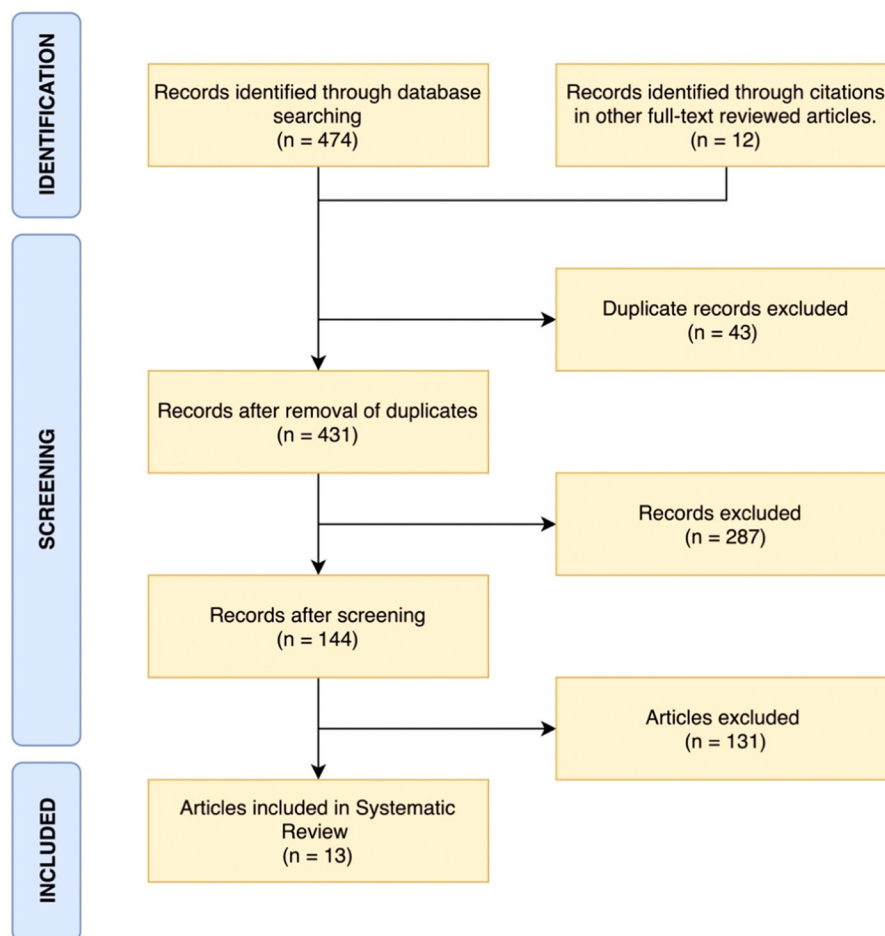 IDENTIFICATION
Records identified through database
searching
(n = 474)
Records identified through citations
in other full-text reviewed articles.
(n = 12)
SCREENING
Duplicate records excluded
(n = 43)
Records after removal of duplicates
(n = 431)
Records excluded
(n = 287)
Records after screening
(n = 144)
Articles excluded
(n = 131)
INCLUDED
Articles included in Systematic
Review
(n = 13)